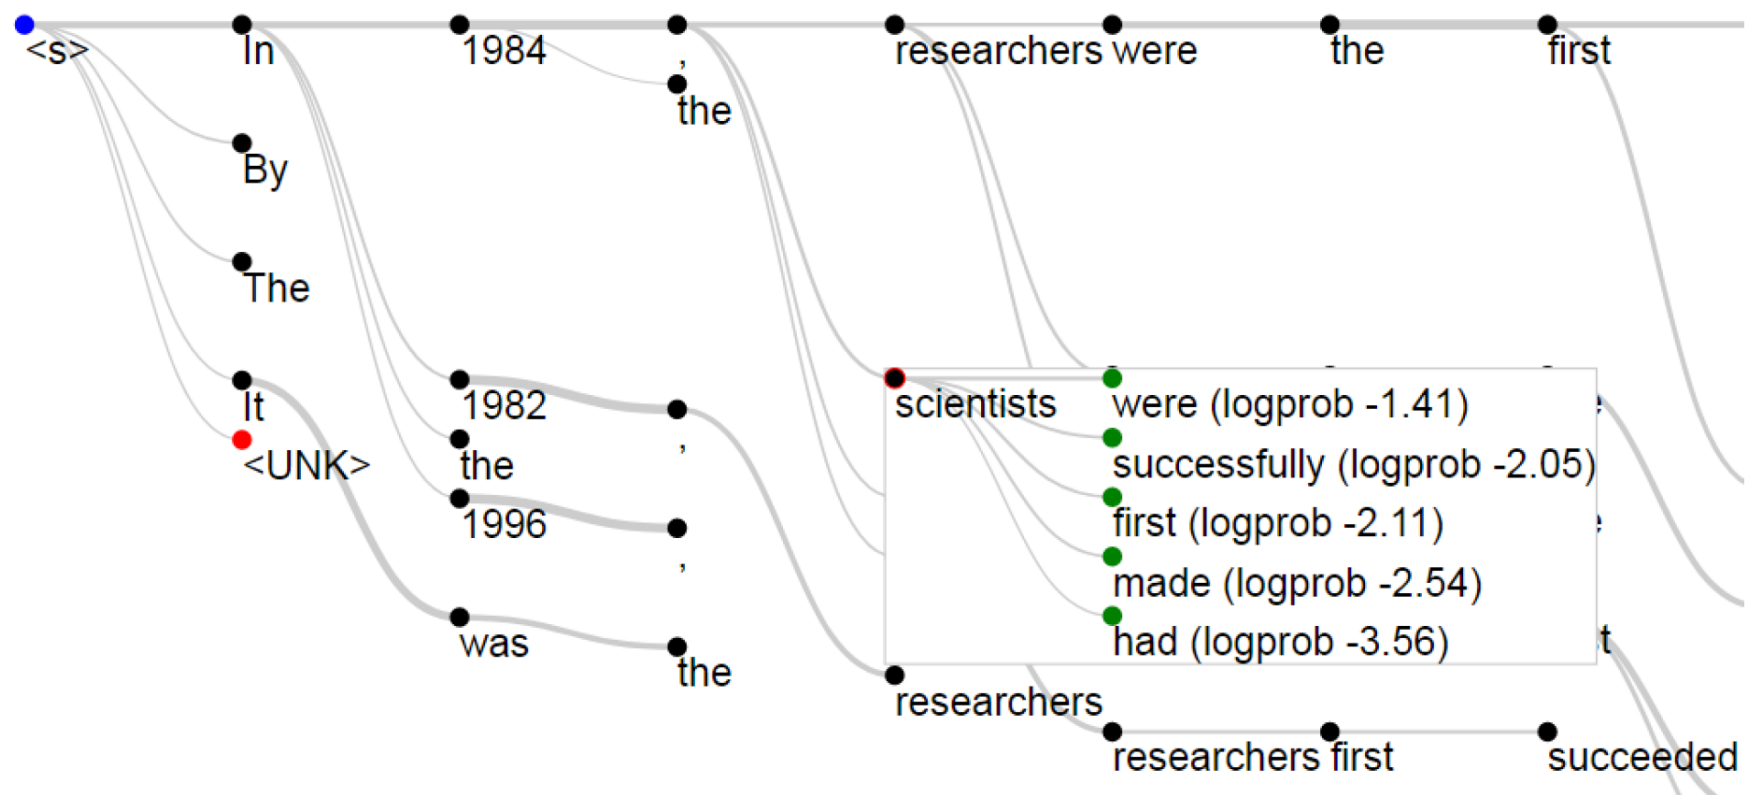 <s> In 1984 , researchers were the first
the
By
The
It 1982 , scientists were (logprob -1.41)
<UNK> the successfully (logprob -2.05)
1996 , first (logprob -2.11)
made (logprob -2.54)
was the had (logprob -3.56)
researchers
researchers first succeeded